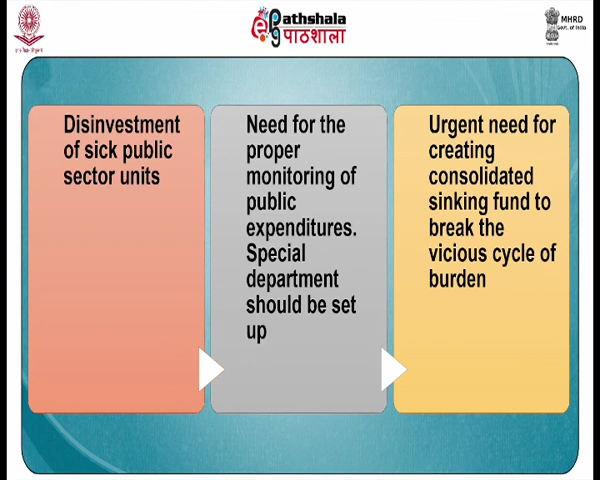 Pathshala
पाठशाला
MHRD
Govt. of India
Disinvestment
of sick public
sector units
Need for the
proper
monitoring of
public
expenditures.
Special
department
should be set
up
Urgent need for
creating
consolidated
sinking fund to
break the
vicious cycle of
burden